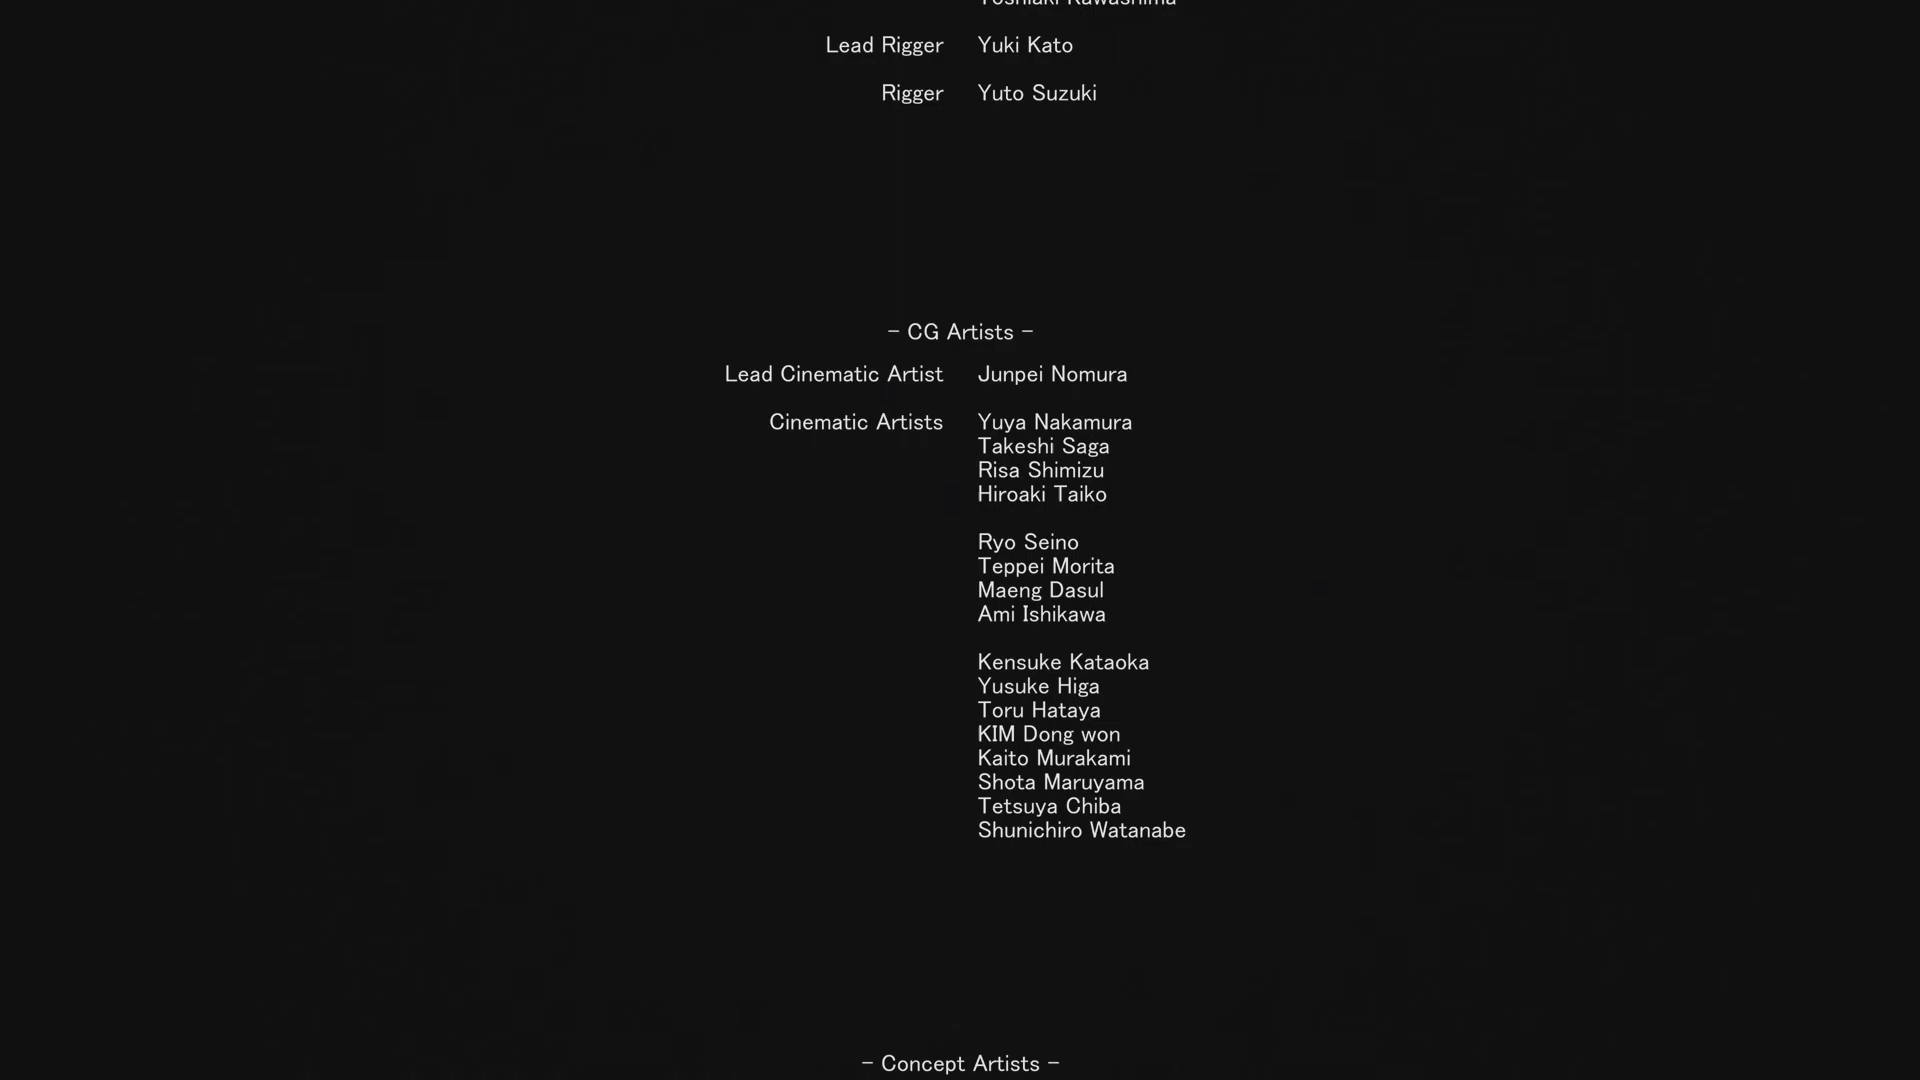 Yoshiaki Kawashima
Lead Rigger Yuki Kato
Rigger Yuto Suzuki
– CG Artists –
Lead Cinematic Artist Junpei Nomura
Cinematic Artists Yuya Nakamura
Takeshi Saga
Risa Shimizu
Hiroaki Taiko
Ryo Seino
Teppei Morita
Maeng Dasul
Ami Ishikawa
Kensuke Kataoka
Yusuke Higa
Toru Hataya
KIM Dong won
Kaito Murakami
Shota Maruyama
Tetsuya Chiba
Shunichiro Watanabe
– Concept Artists –